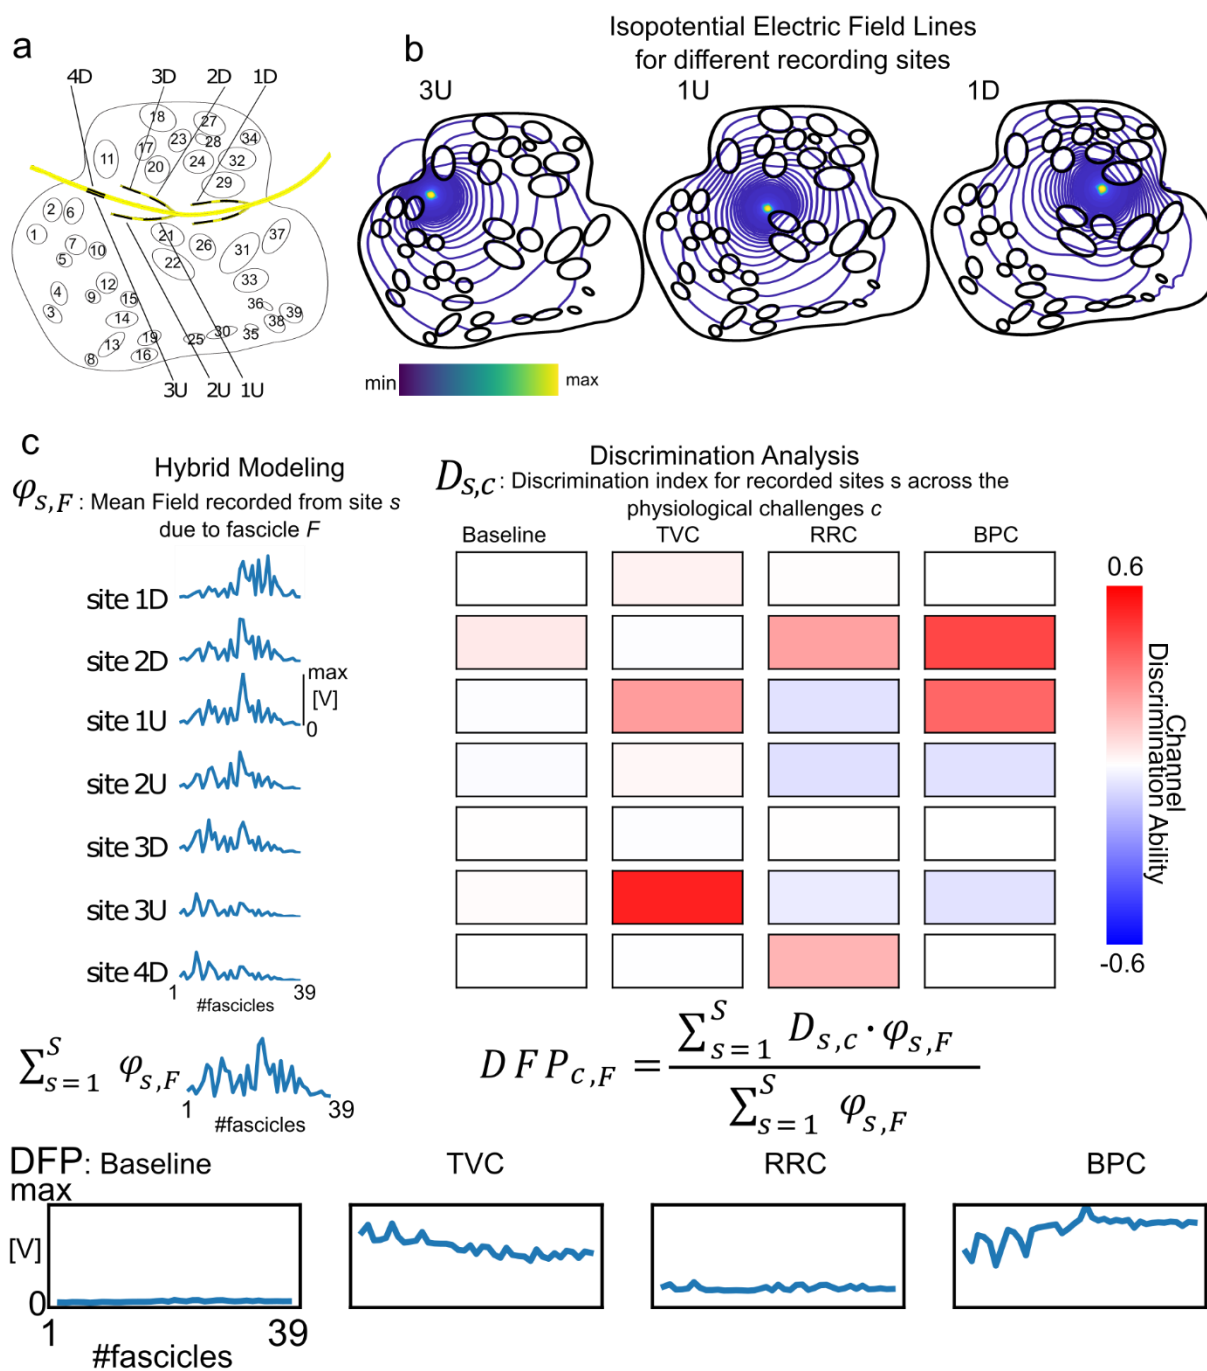 a
4D
3D
2D
1D
18
27
23
28
34
17
11
20
24
32
29
2
6
1
7
10
5
21
26
37
31
22
33
4
12
9
15
3
14
36
39
38
13
19
25
30
35
8
16
3U
2U
1U
b
Isopotential Electric Field Lines
for different recording sites
3U
1U
1D
min
max
c
Hybrid Modeling
φs,F : Mean Field recorded from site s
due to fascicle F
site 1D
site 2D
max
[V]
0
site 1U
site 2U
site 3D
site 3U
site 4D
1
39
#fascicles
Discrimination Analysis
Ds,c : Discrimination index for recorded sites s across the
physiological challenges c
Baseline
TVC
RRC
BPC
0.6
Channel
Discrimination Ability
-0.6
∑s=1^S φs,F
1
39
#fascicles
DFPc,F = ∑s=1^S Ds,c · φs,F / ∑s=1^S φs,F
DFP: Baseline
TVC
RRC
BPC
max
[V]
0
1
39
#fascicles